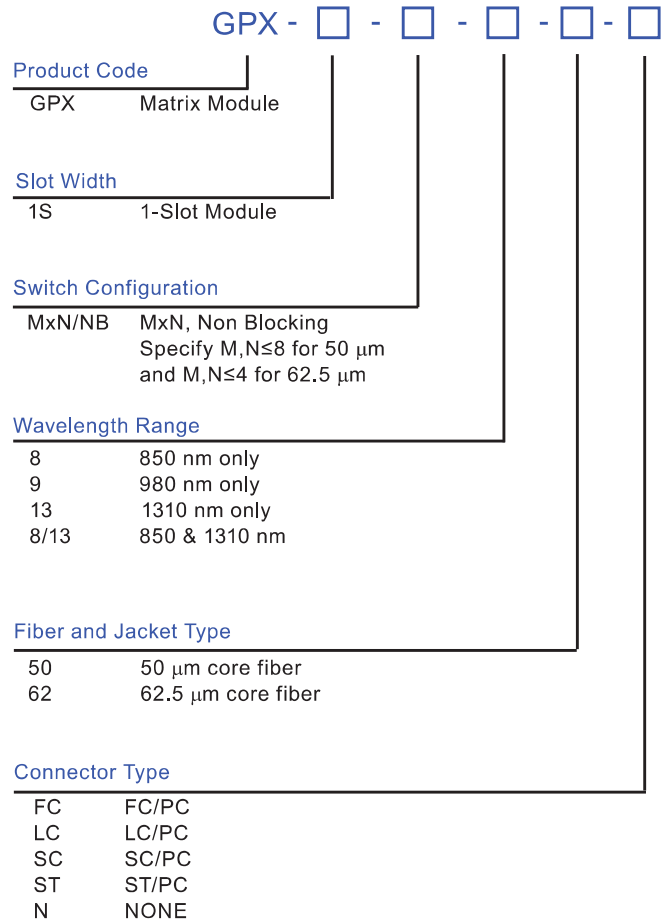 GPX - □ - □ - □ - □ - □
Product Code
GPX Matrix Module
Slot Width
1S 1-Slot Module
Switch Configuration
MxN/NB MxN, Non Blocking
Specify M,N≤8 for 50 μm
and M,N≤4 for 62.5 μm
Wavelength Range
8 850 nm only
9 980 nm only
13 1310 nm only
8/13 850 & 1310 nm
Fiber and Jacket Type
50 50 μm core fiber
62 62.5 μm core fiber
Connector Type
FC FC/PC
LC LC/PC
SC SC/PC
ST ST/PC
N NONE